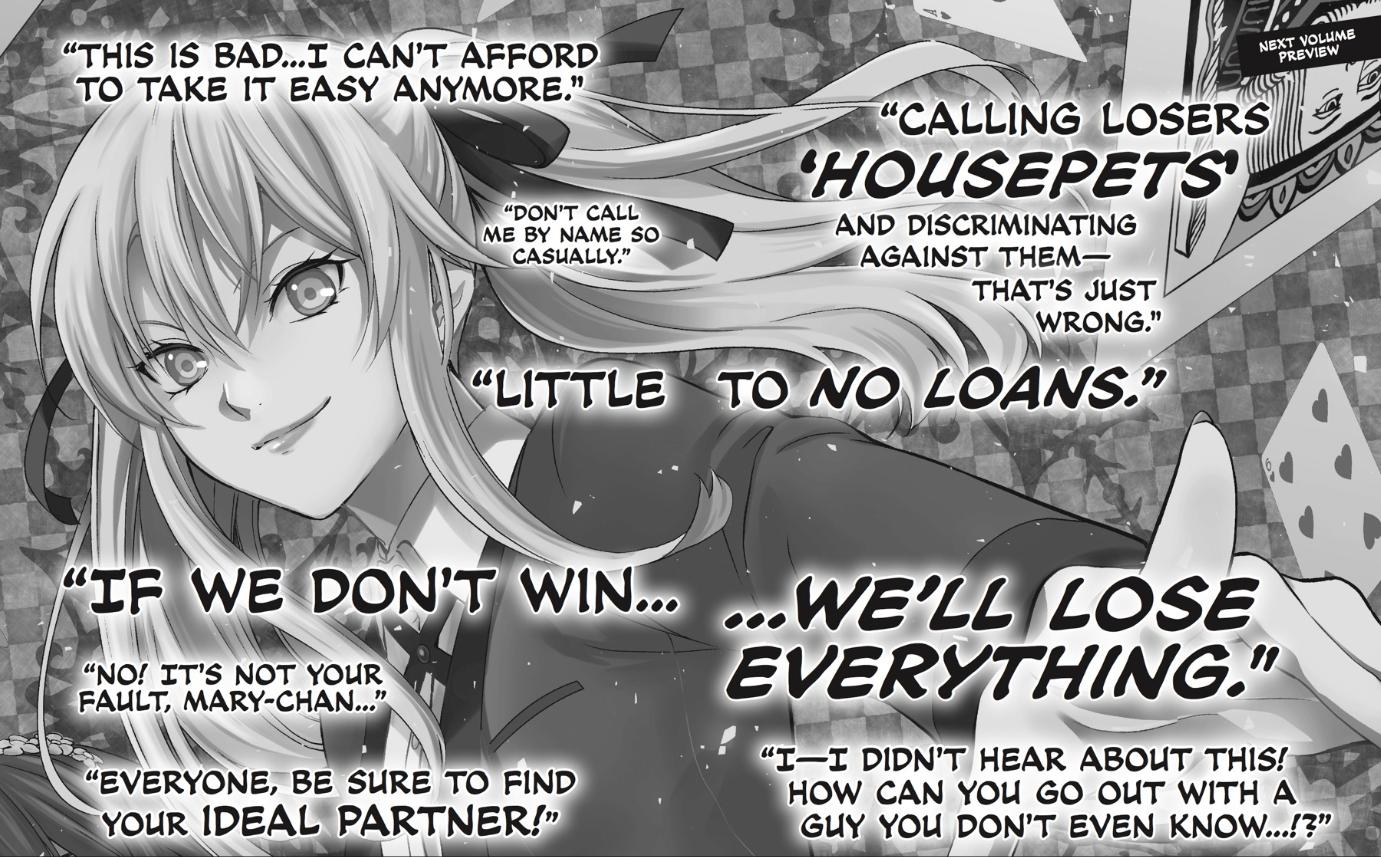 NEXT VOLUME
PREVIEW
“THIS IS BAD...I CAN’T AFFORD
TO TAKE IT EASY ANYMORE.”
“CALLING LOSERS
‘HOUSEPETS’
AND DISCRIMINATING
AGAINST THEM—
THAT’S JUST
WRONG.”
“DON’T CALL
ME BY NAME SO
CASUALLY.”
“LITTLE TO NO LOANS.”
“IF WE DON’T WIN...
...WE’LL LOSE
EVERYTHING.”
“NO! IT’S NOT YOUR
FAULT, MARY-CHAN...”
“EVERYONE, BE SURE TO FIND
YOUR IDEAL PARTNER!”
“I—I DIDN’T HEAR ABOUT THIS!
HOW CAN YOU GO OUT WITH A
GUY YOU DON’T EVEN KNOW...!?”